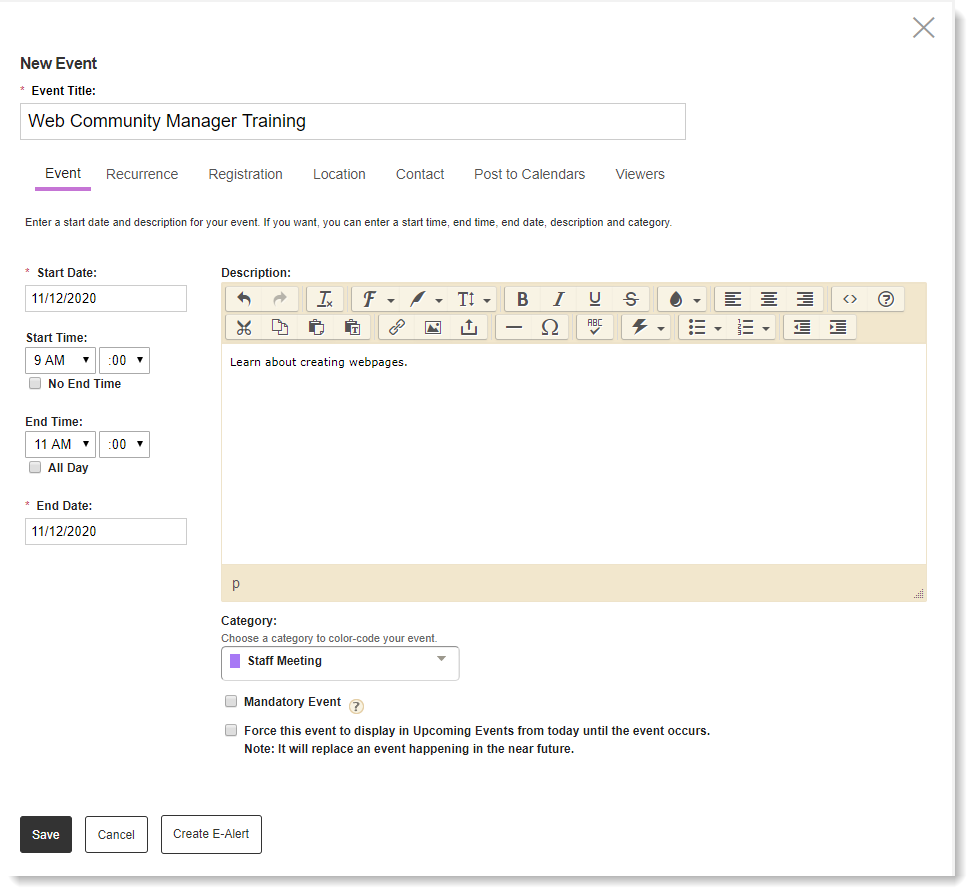 New Event
* Event Title:
Web Community Manager Training
Event Recurrence Registration Location Contact Post to Calendars Viewers
Enter a start date and description for your event. If you want, you can enter a start time, end time, end date, description and category.
* Start Date:
11/12/2020
Start Time:
9 AM :00
No End Time
End Time:
11 AM :00
All Day
* End Date:
11/12/2020
Description:
ABC
Learn about creating webpages.
p
Category:
Choose a category to color-code your event.
Staff Meeting
Mandatory Event ?
Force this event to display in Upcoming Events from today until the event occurs.
Note: It will replace an event happening in the near future.
Save Cancel Create E-Alert